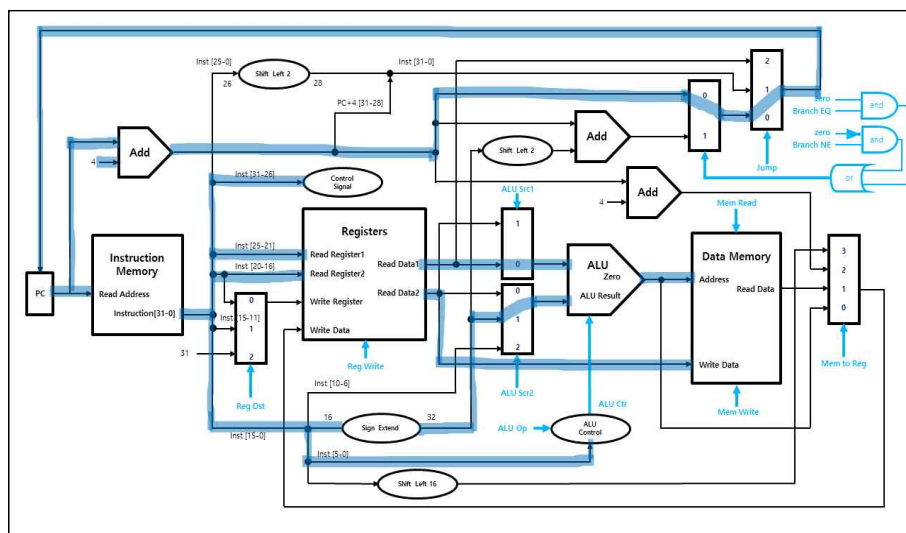 Inst [25-0]
26
Shift Left 2
28
Inst [31-0]
PC+4 [31-28]
2
1
0
Jump
0
1
zero
Branch EQ
and
zero
Branch NE
and
or
4
Add
Shift Left 2
Add
4
Add
Inst [31-26]
Control
Signal
ALU Src1
1
0
Mem Read
Instruction
Memory
Read Address
Instruction[31-0]
PC
Inst [25-21]
Inst [20-16]
Inst [15-11]
31
0
1
2
Reg Dst
Registers
Read Register1
Read Register2
Write Register
Write Data
Read Data1
Read Data2
Reg Write
0
1
2
ALU Scr2
ALU
Zero
ALU Result
ALU Ctr
Data Memory
Address
Read Data
Write Data
Mem Write
3
2
1
0
Mem to Reg
Inst [10-6]
16
Sign Extend
32
Inst [15-0]
Inst [5-0]
ALU Op
ALU
Control
Shift Left 16